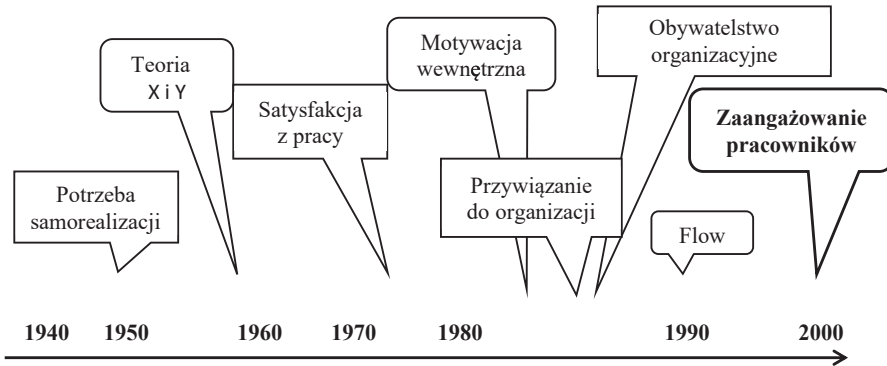 Teoria
X i Y
Satysfakcja
z pracy
Motywacja
wewnętrzna
Obywatelstwo
organizacyjne
Zaangażowanie
pracowników
Potrzeba
samorealizacji
Przywiązanie
do organizacji
Flow
1940 1950 1960 1970 1980 1990 2000